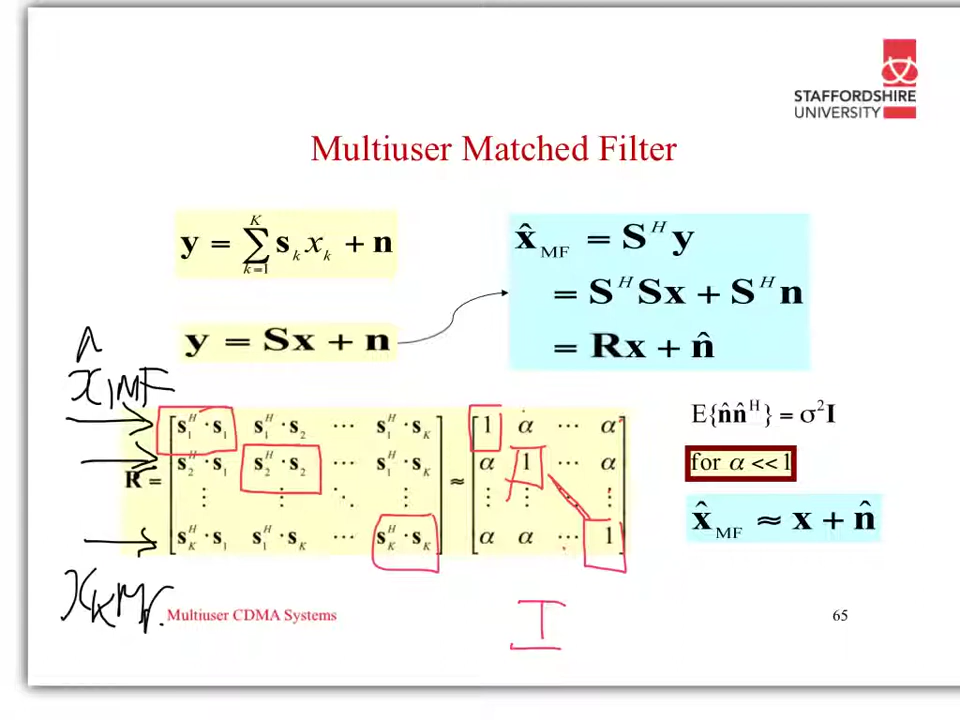 STAFFORDSHIRE
UNIVERSITY
Multiuser Matched Filter
y = ∑_{k=1}^{K} s_k x_k + n
y = Sx + n
x̂_MF = S^H y
= S^H Sx + S^H n
= Rx + n̂
x̂_1MF
R = [ s_1^H · s_1 s_1^H · s_2 ⋯ s_1^H · s_K ; s_2^H · s_1 s_2^H · s_2 ⋯ s_1^H · s_K ; ⋮ ⋮ ⋱ ⋮ ; s_K^H · s_1 s_1^H · s_K ⋯ s_K^H · s_K ] ≈ [ 1 α ⋯ α ; α 1 ⋯ α ; ⋮ ⋮ ⋮ ; α α ⋯ 1 ]
E{n̂n̂^H} = σ²I
for α << 1
x̂_MF ≈ x + n̂
I
Multiuser CDMA Systems
65